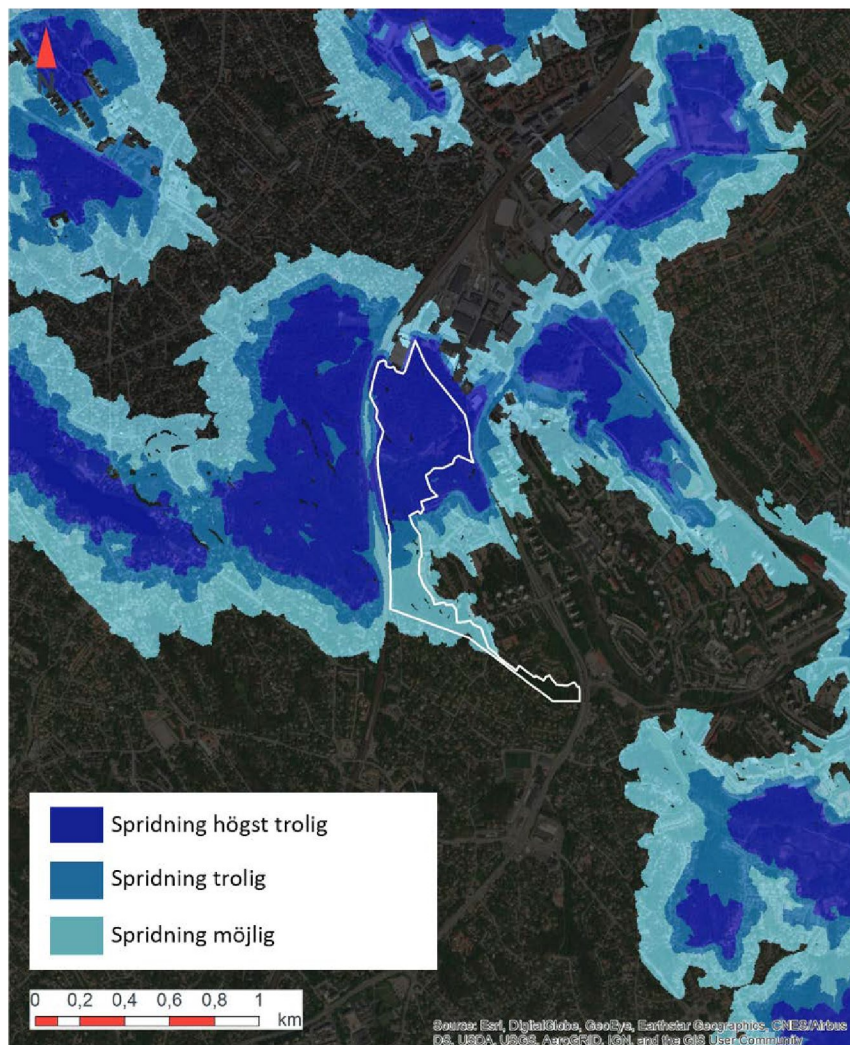 N
Spridning högst trolig
Spridning trolig
Spridning möjlig
0 0,2 0,4 0,6 0,8 1
km
Source: Esri, DigitalGlobe, GeoEye, Earthstar Geographics, CNES/Airbus
DS, USDA, USGS, AeroGRID, IGN, and the GIS User Community